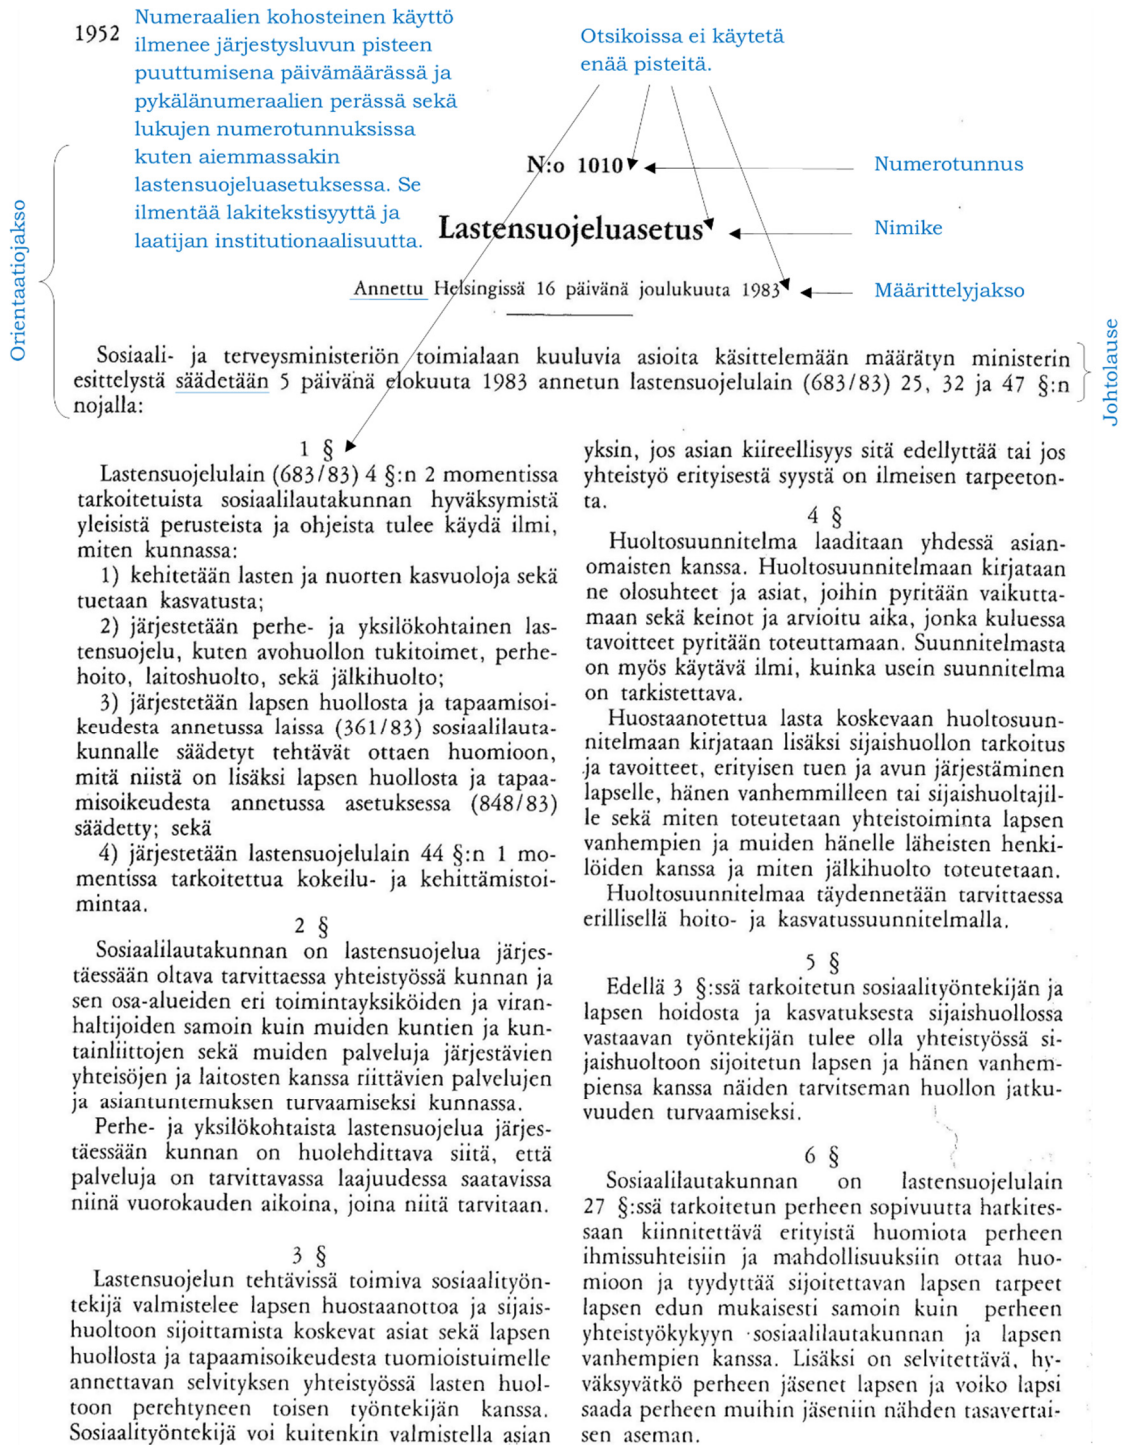 1952
Numeraalien kohosteinen käyttö
ilmenee järjestysluvun pisteen
puuttumisena päivämäärässä ja
pykälänumeraalien perässä sekä
lukujen numerotunnuksissa
kuten aiemmassakin
lastensuojeluasetuksessa. Se
ilmentää lakitekstisyyttä ja
laatijan institutionaalisuutta.
Otsikoissa ei käytetä
enää pisteitä.
Orientaatiojakso
N:o 1010
Numerotunnus
Lastensuojeluasetus
Nimike
Annettu Helsingissä 16 päivänä joulukuuta 1983
Määrittelyjakso
Sosiaali- ja terveysministeriön toimialaan kuuluvia asioita käsittelemään määrätyn ministerin
esittelystä säädetään 5 päivänä elokuuta 1983 annetun lastensuojelulain (683/83) 25, 32 ja 47 §:n
nojalla:
Johtolause
1 §
Lastensuojelulain (683/83) 4 §:n 2 momentissa
tarkoitetuista sosiaalilautakunnan hyväksymistä
yleisistä perusteista ja ohjeista tulee käydä ilmi,
miten kunnassa:
1) kehitetään lasten ja nuorten kasvuoloja sekä
tuetaan kasvatusta;
2) järjestetään perhe- ja yksilökohtainen las-
tensuojelu, kuten avohuollon tukitoimet, perhe-
hoito, laitoshuolto, sekä jälkihuolto;
3) järjestetään lapsen huollosta ja tapaamisoi-
keudesta annetussa laissa (361/83) sosiaalilauta-
kunnalle säädetyt tehtävät ottaen huomioon,
mitä niistä on lisäksi lapsen huollosta ja tapaa-
misoikeudesta annetussa asetuksessa (848/83)
säädetty; sekä
4) järjestetään lastensuojelulain 44 §:n 1 mo-
mentissa tarkoitettua kokeilu- ja kehittämistoi-
mintaa.
2 §
Sosiaalilautakunnan on lastensuojelua järjes-
täessään oltava tarvittaessa yhteistyössä kunnan ja
sen osa-alueiden eri toimintayksiköiden ja viran-
haltijoiden samoin kuin muiden kuntien ja kun-
tainliittojen sekä muiden palveluja järjestävien
yhteisöjen ja laitosten kanssa riittävien palvelujen
ja asiantuntemuksen turvaamiseksi kunnassa.
Perhe- ja yksilökohtaista lastensuojelua järjes-
täessään kunnan on huolehdittava siitä, että
palveluja on tarvittavassa laajuudessa saatavissa
niinä vuorokauden aikoina, joina niitä tarvitaan.
3 §
Lastensuojelun tehtävissä toimiva sosiaalityön-
tekijä valmistelee lapsen huostaanottoa ja sijais-
huoltoon sijoittamista koskevat asiat sekä lapsen
huollosta ja tapaamisoikeudesta tuomioistuimelle
annettavan selvityksen yhteistyössä lasten huol-
toon perehtyneen toisen työntekijän kanssa.
Sosiaalityöntekijä voi kuitenkin valmistella asian
yksin, jos asian kiireellisyys sitä edellyttää tai jos
yhteistyö erityisestä syystä on ilmeisen tarpeeton-
ta.
4 §
Huoltosuunnitelma laaditaan yhdessä asian-
omaisten kanssa. Huoltosuunnitelmaan kirjataan
ne olosuhteet ja asiat, joihin pyritään vaikutta-
maan sekä keinot ja arvioitu aika, jonka kuluessa
tavoitteet pyritään toteuttamaan. Suunnitelmasta
on myös käytävä ilmi, kuinka usein suunnitelma
on tarkistettava.
Huostaanotettua lasta koskevaan huoltosuun-
nitelmaan kirjataan lisäksi sijaishuollon tarkoitus
ja tavoitteet, erityisen tuen ja avun järjestäminen
lapselle, hänen vanhemmilleen tai sijaishuoltajil-
le sekä miten toteutetaan yhteistoiminta lapsen
vanhempien ja muiden hänelle läheisten henki-
löiden kanssa ja miten jälkihuolto toteutetaan.
Huoltosuunnitelmaa täydennetään tarvittaessa
erillisellä hoito- ja kasvatussuunnitelmalla.
5 §
Edellä 3 §:ssä tarkoitetun sosiaalityöntekijän ja
lapsen hoidosta ja kasvatuksesta sijaishuollossa
vastaavan työntekijän tulee olla yhteistyössä si-
jaishuoltoon sijoitetun lapsen ja hänen vanhem-
piensa kanssa näiden tarvitseman huollon jatku-
vuuden turvaamiseksi.
6 §
Sosiaalilautakunnan on lastensuojelulain
27 §:ssä tarkoitetun perheen sopivuutta harkites-
saan kiinnitettävä erityistä huomiota perheen
ihmissuhteisiin ja mahdollisuuksiin ottaa huo-
mioon ja tyydyttää sijoitettavan lapsen tarpeet
lapsen edun mukaisesti samoin kuin perheen
yhteistyökykyyn sosiaalilautakunnan ja lapsen
vanhempien kanssa. Lisäksi on selvitettävä, hy-
väksyvätkö perheen jäsenet lapsen ja voiko lapsi
saada perheen muihin jäseniin nähden tasavertai-
sen aseman.